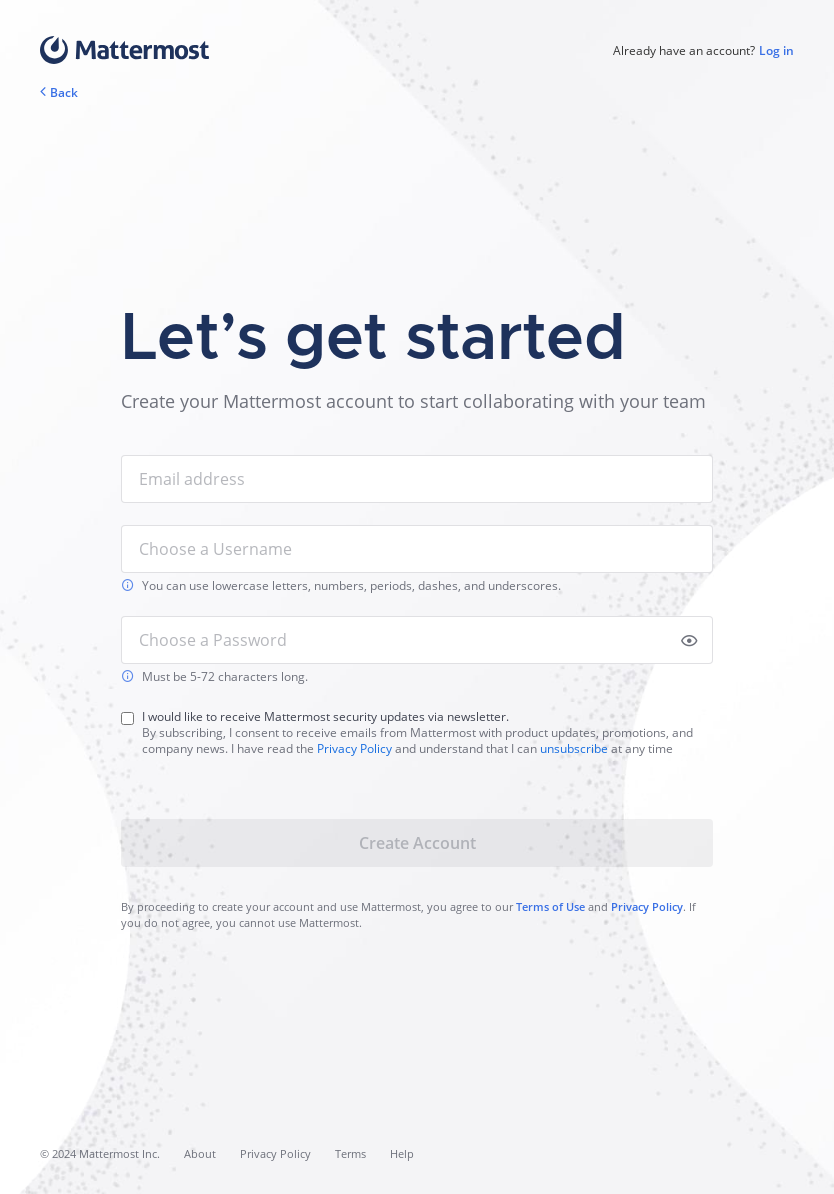 Mattermost
Already have an account? Log in
Back
Let’s get started
Create your Mattermost account to start collaborating with your team
Email address
Choose a Username
You can use lowercase letters, numbers, periods, dashes, and underscores.
Choose a Password
Must be 5-72 characters long.
I would like to receive Mattermost security updates via newsletter.
By subscribing, I consent to receive emails from Mattermost with product updates, promotions, and
company news. I have read the Privacy Policy and understand that I can unsubscribe at any time
Create Account
By proceeding to create your account and use Mattermost, you agree to our Terms of Use and Privacy Policy. If
you do not agree, you cannot use Mattermost.
© 2024 Mattermost Inc. About Privacy Policy Terms Help